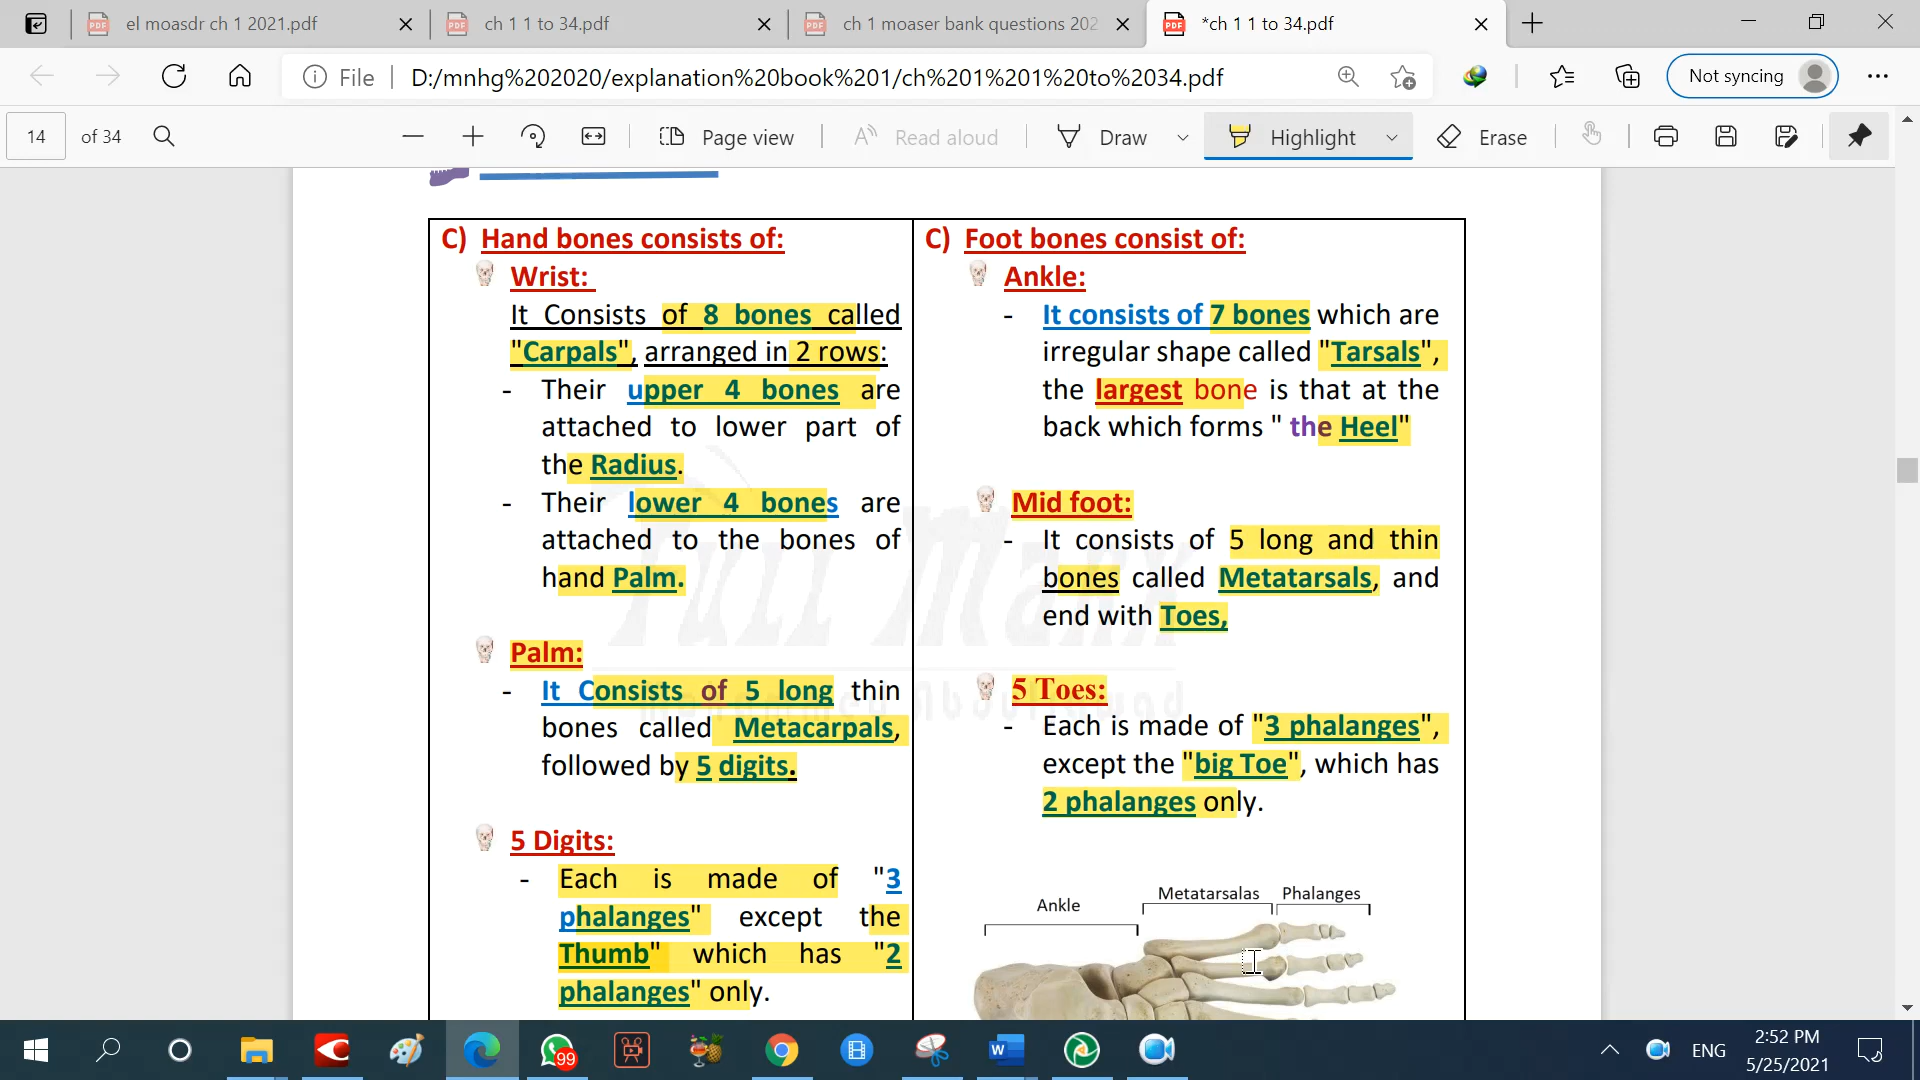 el moasdr ch 1 2021.pdf
ch 1 1 to 34.pdf
ch 1 moaser bank questions 202
*ch 1 1 to 34.pdf
File
D:/mnhg%202020/explanation%20book%201/ch%201%201%20to%2034.pdf
Not syncing
14 of 34
Page view
Read aloud
Draw
Highlight
Erase
C) Hand bones consists of:
Wrist:
It Consists of 8 bones called
"Carpals", arranged in 2 rows:
- Their upper 4 bones are
attached to lower part of
the Radius.
- Their lower 4 bones are
attached to the bones of
hand Palm.
Palm:
- It Consists of 5 long thin
bones called Metacarpals,
followed by 5 digits.
5 Digits:
- Each is made of "3
phalanges" except the
Thumb" which has "2
phalanges" only.
C) Foot bones consist of:
Ankle:
- It consists of 7 bones which are
irregular shape called "Tarsals",
the largest bone is that at the
back which forms " the Heel"
Mid foot:
- It consists of 5 long and thin
bones called Metatarsals, and
end with Toes,
5 Toes:
- Each is made of "3 phalanges",
except the "big Toe", which has
2 phalanges only.
Ankle
Metatarsalas
Phalanges
Full Marx
99
ENG
2:52 PM
5/25/2021